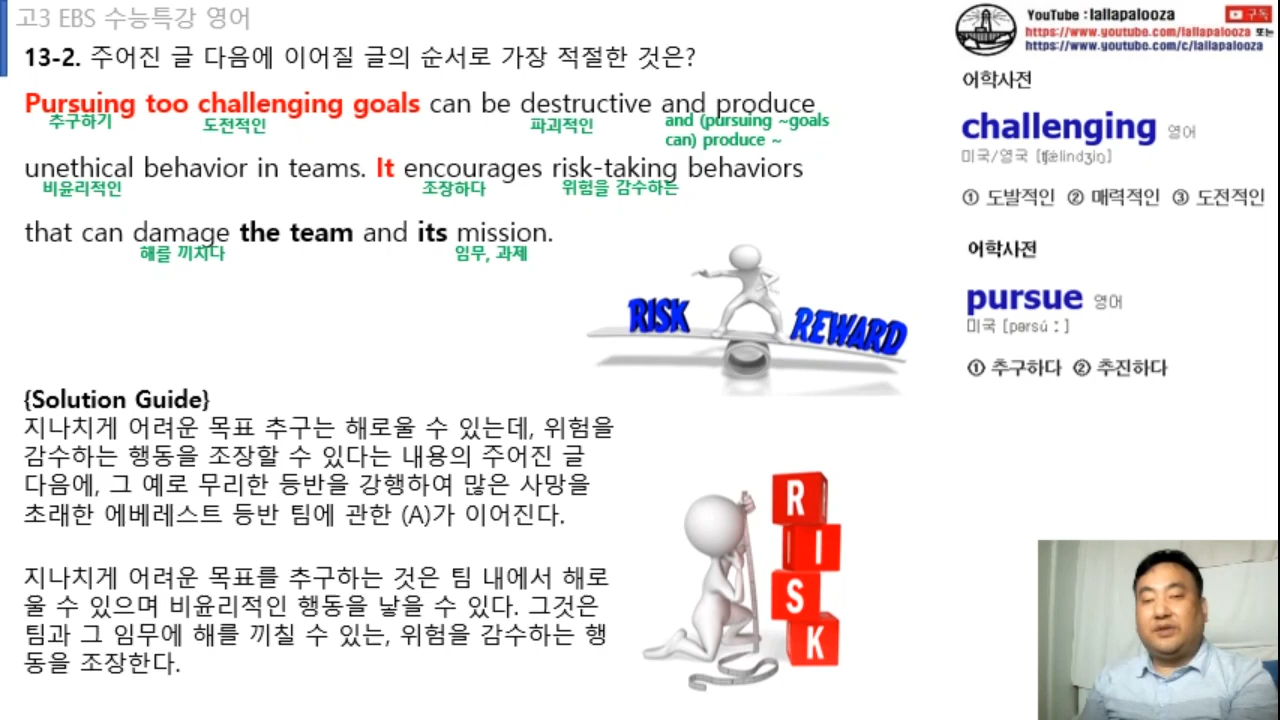 고3 EBS 수능특강 영어
13-2. 주어진 글 다음에 이어질 글의 순서로 가장 적절한 것은?
Pursuing too challenging goals can be destructive and produce
추구하기 도전적인 파괴적인 and (pursuing ~goals
can) produce ~
unethical behavior in teams. It encourages risk-taking behaviors
비윤리적인 조장하다 위험을 감수하는
that can damage the team and its mission.
해를 끼치다 임무, 과제
RISK REWARD
{Solution Guide}
지나치게 어려운 목표 추구는 해로울 수 있는데, 위험을
감수하는 행동을 조장할 수 있다는 내용의 주어진 글
다음에, 그 예로 무리한 등반을 강행하여 많은 사망을
초래한 에베레스트 등반 팀에 관한 (A)가 이어진다.
지나치게 어려운 목표를 추구하는 것은 팀 내에서 해로
울 수 있으며 비윤리적인 행동을 낳을 수 있다. 그것은
팀과 그 임무에 해를 끼칠 수 있는, 위험을 감수하는 행
동을 조장한다.
R
I
S
K
YouTube : lallapalooza 구독
https://www.youtube.com/lallapalooza 또는
https://www.youtube.com/c/lallapalooza
어학사전
challenging 영어
미국/영국 [ʧǽlindʒiŋ]
① 도발적인 ② 매력적인 ③ 도전적인
어학사전
pursue 영어
미국 [pərsúː]
① 추구하다 ② 추진하다